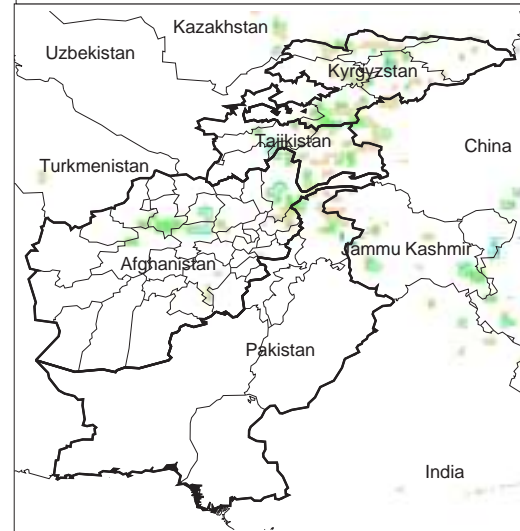 Kazakhstan
Uzbekistan
Kyrgyzstan
Tajikistan
China
Turkmenistan
Jammu Kashmir
Afghanistan
Pakistan
India